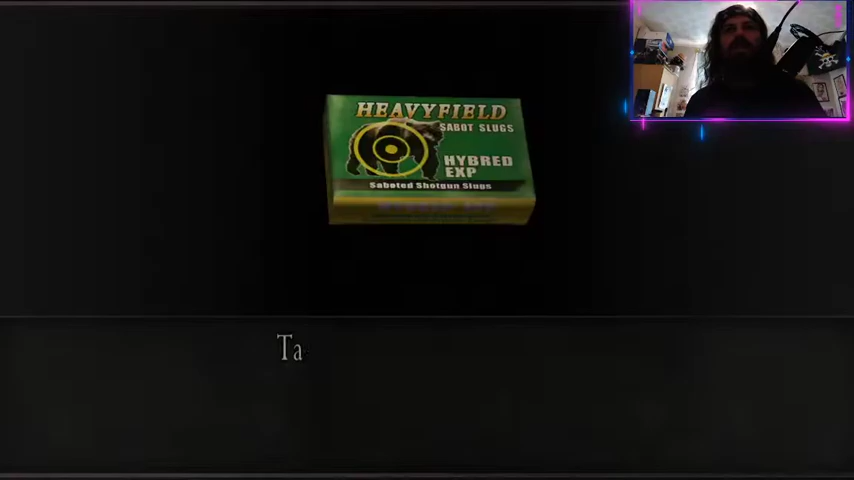 HEAVYFIELD
SABOT SLUGS
HYBRED
EXP
Saboted Shotgun Slugs
Ta